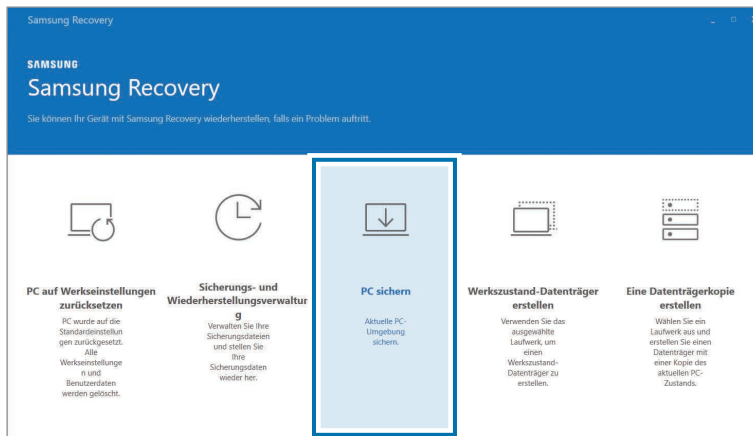 Samsung Recovery
SAMSUNG
Samsung Recovery
Sie können Ihr Gerät mit Samsung Recovery wiederherstellen, falls ein Problem auftritt.
PC auf Werkseinstellungen
zurücksetzen
PC wurde auf die
Standardeinstellun
gen zurückgesetzt.
Alle
Werkseinstellunge
n und
Benutzerdaten
werden gelöscht.
Sicherungs- und
Wiederherstellungsverwaltun
g
Verwalten Sie Ihre
Sicherungsdateien
und stellen Sie
Ihre
Sicherungsdaten
wieder her.
PC sichern
Aktuelle PC-
Umgebung
sichern.
Werkszustand-Datenträger
erstellen
Verwenden Sie das
ausgewählte
Laufwerk, um
einen
Werkszustand-
Datenträger zu
erstellen.
Eine Datenträgerkopie
erstellen
Wählen Sie ein
Laufwerk aus und
erstellen Sie einen
Datenträger mit
einer Kopie des
aktuellen PC-
Zustands.